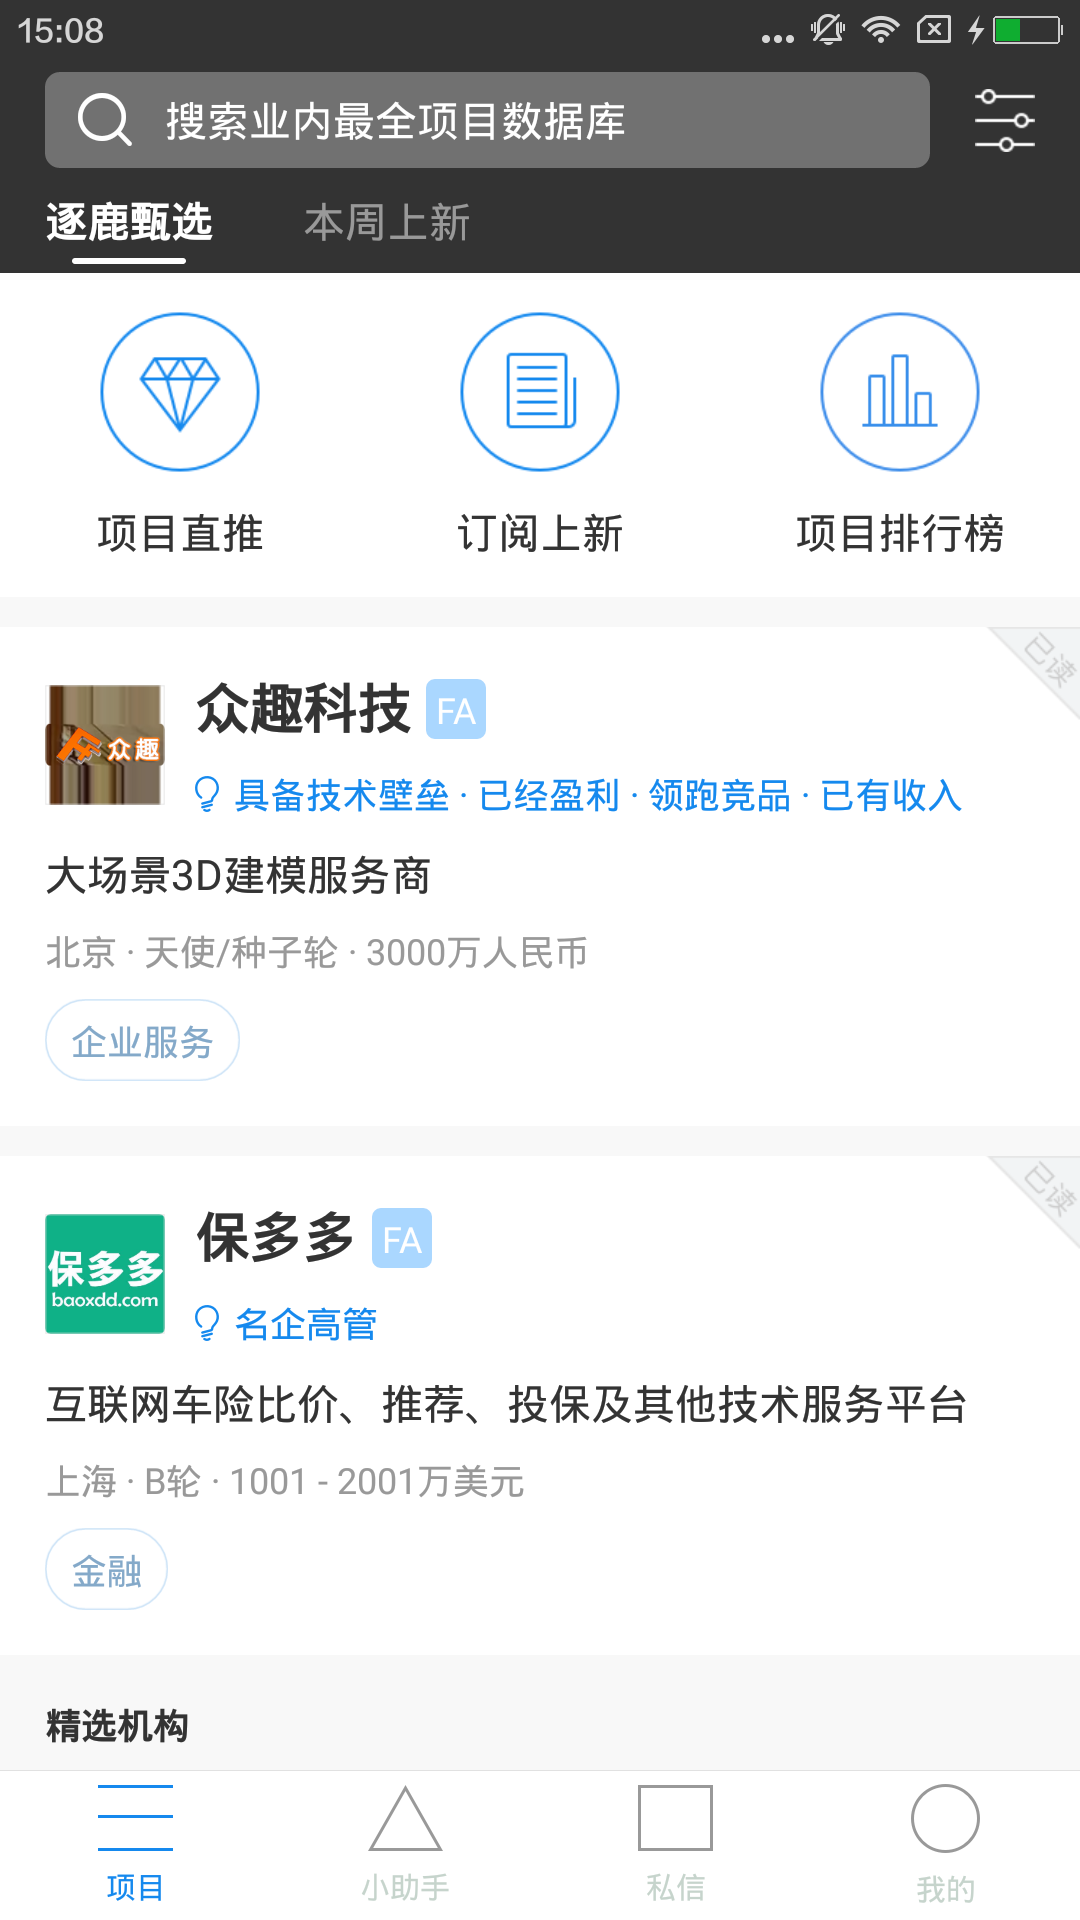 15:08
搜索业内最全项目数据库
逐鹿甄选 本周上新
项目直推 订阅上新 项目排行榜
已读
众趣科技 FA
众趣
具备技术壁垒 · 已经盈利 · 领跑竞品 · 已有收入
大场景3D建模服务商
北京 · 天使/种子轮 · 3000万人民币
企业服务
已读
保多多 FA
保多多
baoxdd.com
名企高管
互联网车险比价、推荐、投保及其他技术服务平台
上海 · B轮 · 1001 - 2001万美元
金融
精选机构
项目 小助手 私信 我的